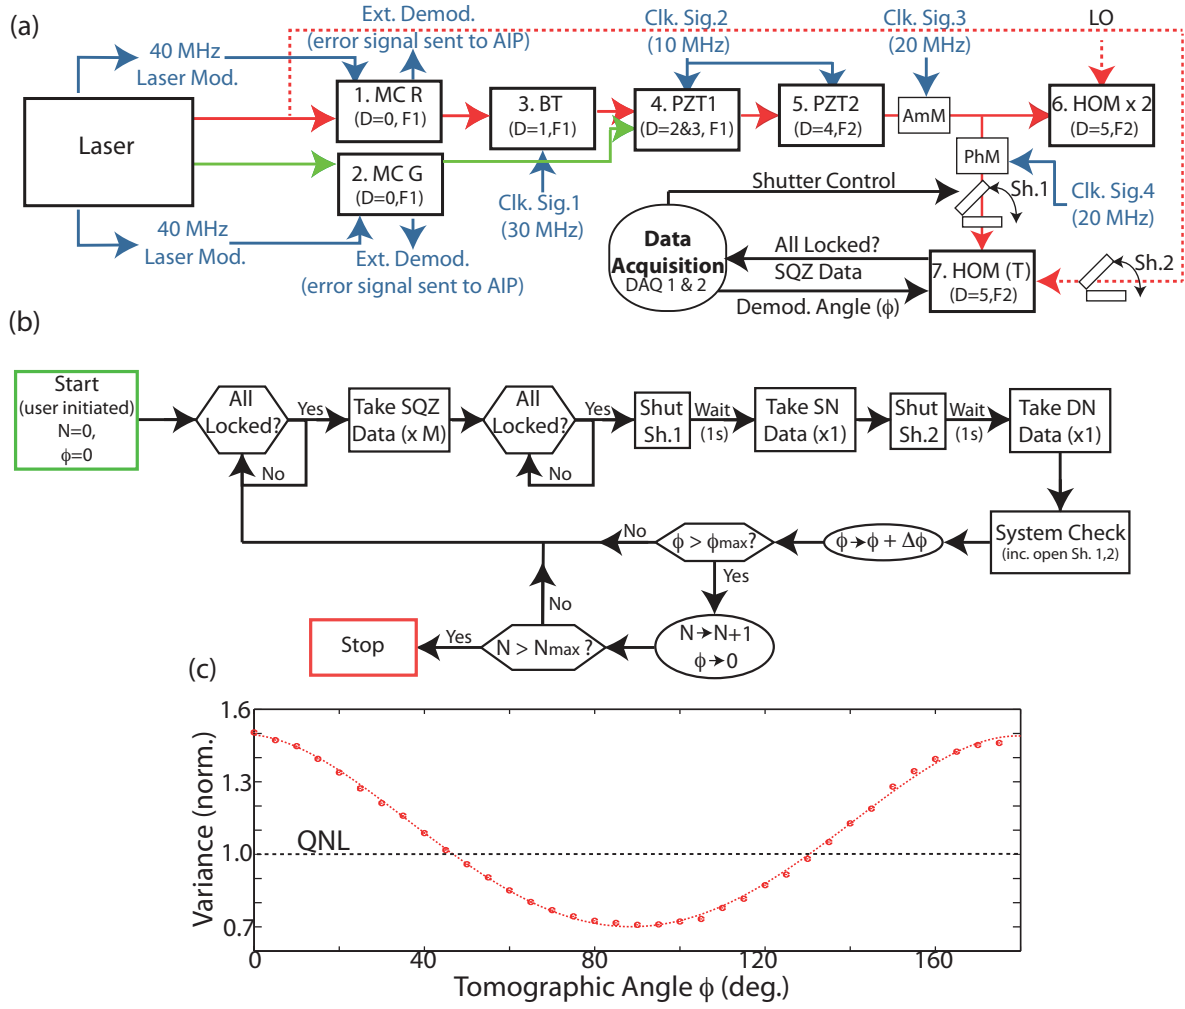 (a)
Ext. Demod.
(error signal sent to AIP)
Clk. Sig.2
(10 MHz)
Clk. Sig.3
(20 MHz)
LO
40 MHz
Laser Mod.
Laser
1. MC R
(D=0, F1)
2. MC G
(D=0,F1)
3. BT
(D=1,F1)
4. PZT1
(D=2&3, F1)
5. PZT2
(D=4,F2)
AmM
6. HOM x 2
(D=5,F2)
PhM
Shutter Control
Sh.1
Clk. Sig.4
(20 MHz)
Clk. Sig.1
(30 MHz)
40 MHz
Laser Mod.
Ext. Demod.
(error signal sent to AIP)
Data
Acquisition
DAQ 1 & 2
All Locked?
SQZ Data
Demod. Angle (ϕ)
7. HOM (T)
(D=5,F2)
Sh.2
(b)
Start
(user initiated)
N=0,
ϕ=0
All
Locked?
Yes
No
Take SQZ
Data (x M)
All
Locked?
Yes
No
Shut
Sh.1
Wait
(1s)
Take SN
Data (x1)
Shut
Sh.2
Wait
(1s)
Take DN
Data (x1)
System Check
(inc. open Sh. 1,2)
ϕ→ϕ + Δϕ
ϕ > ϕmax?
No
Yes
N→N+1
ϕ→0
N > Nmax ?
No
Yes
Stop
(c)
Variance (norm.)
1.6
1.3
1.0
0.7
QNL
0
40
80
120
160
Tomographic Angle ϕ (deg.)